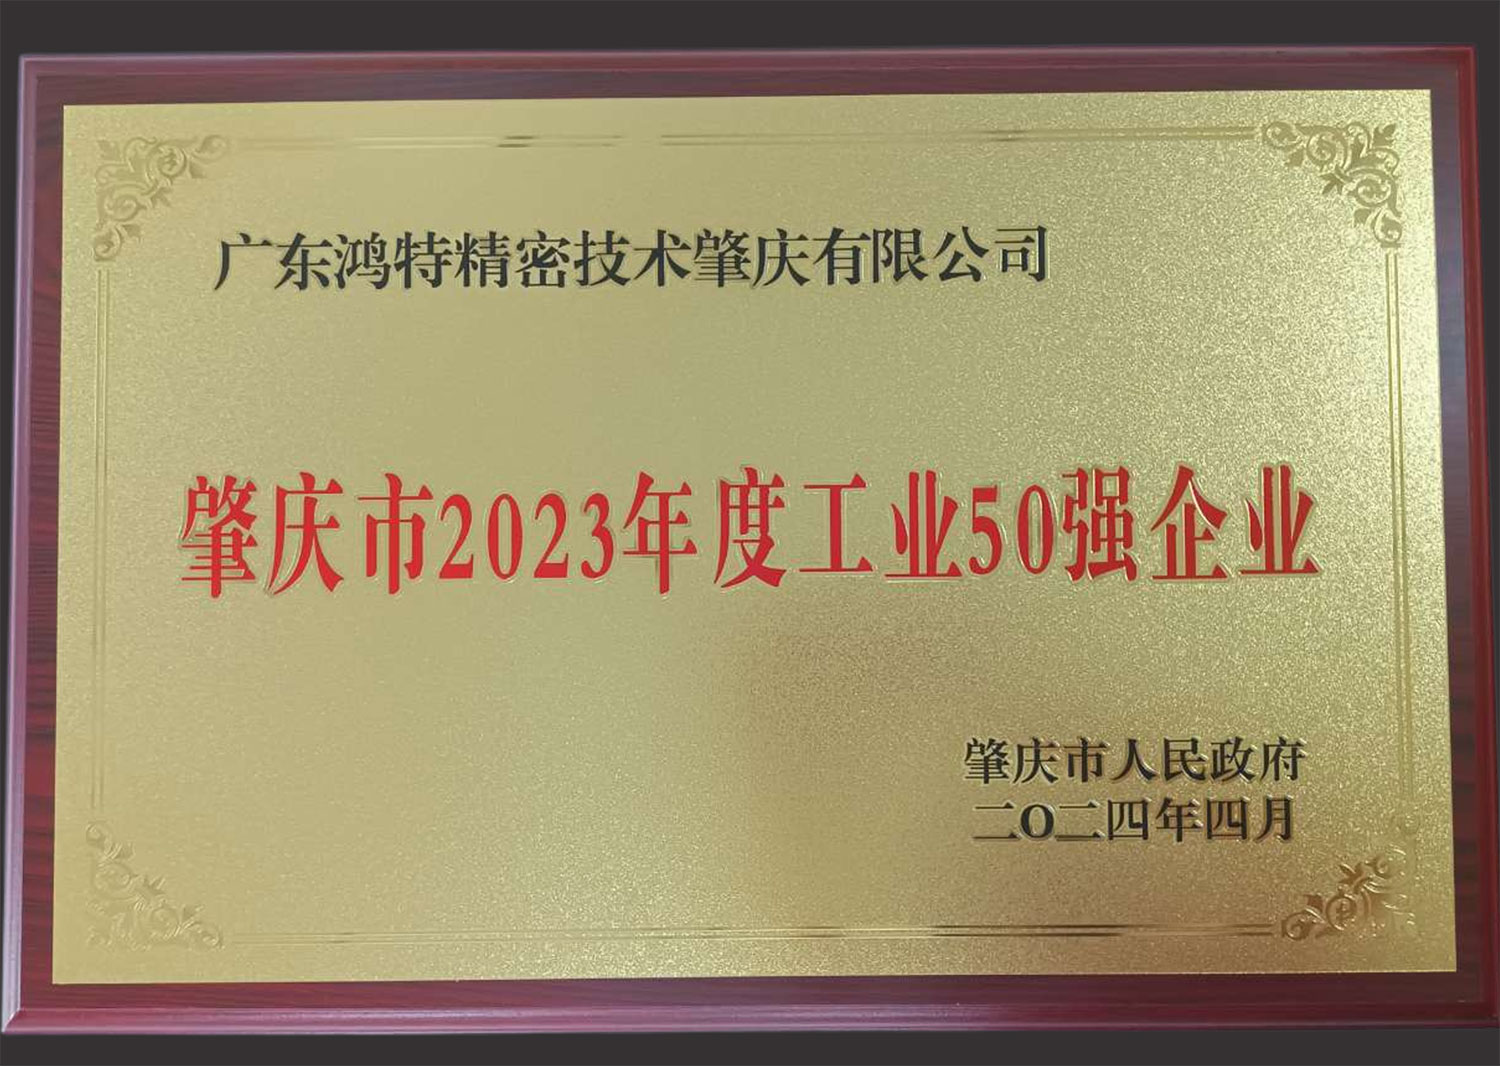 广东鸿特精密技术肇庆有限公司
肇庆市2023年度工业50强企业
肇庆市人民政府
二O二四年四月